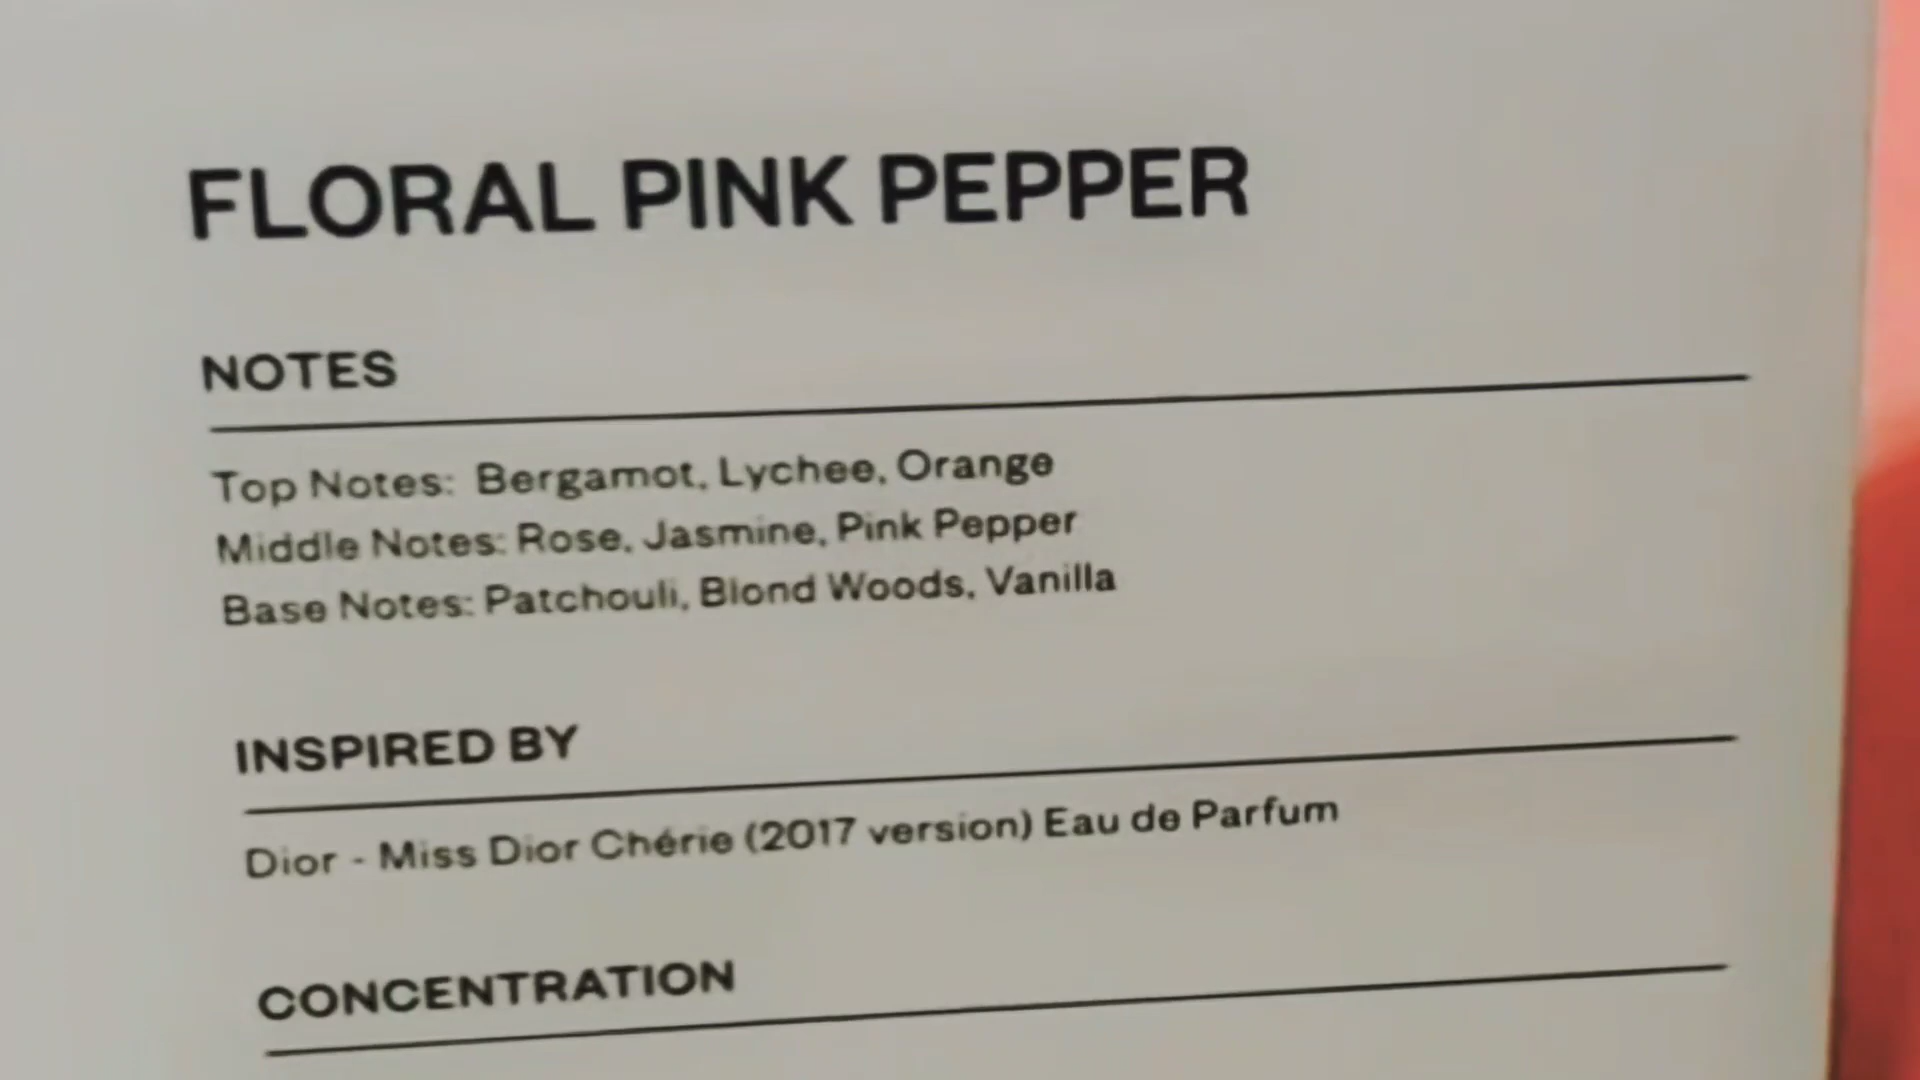 FLORAL PINK PEPPER
NOTES
Top Notes: Bergamot, Lychee, Orange
Middle Notes: Rose, Jasmine, Pink Pepper
Base Notes: Patchouli, Blond Woods, Vanilla
INSPIRED BY
Dior - Miss Dior Chérie (2017 version) Eau de Parfum
CONCENTRATION